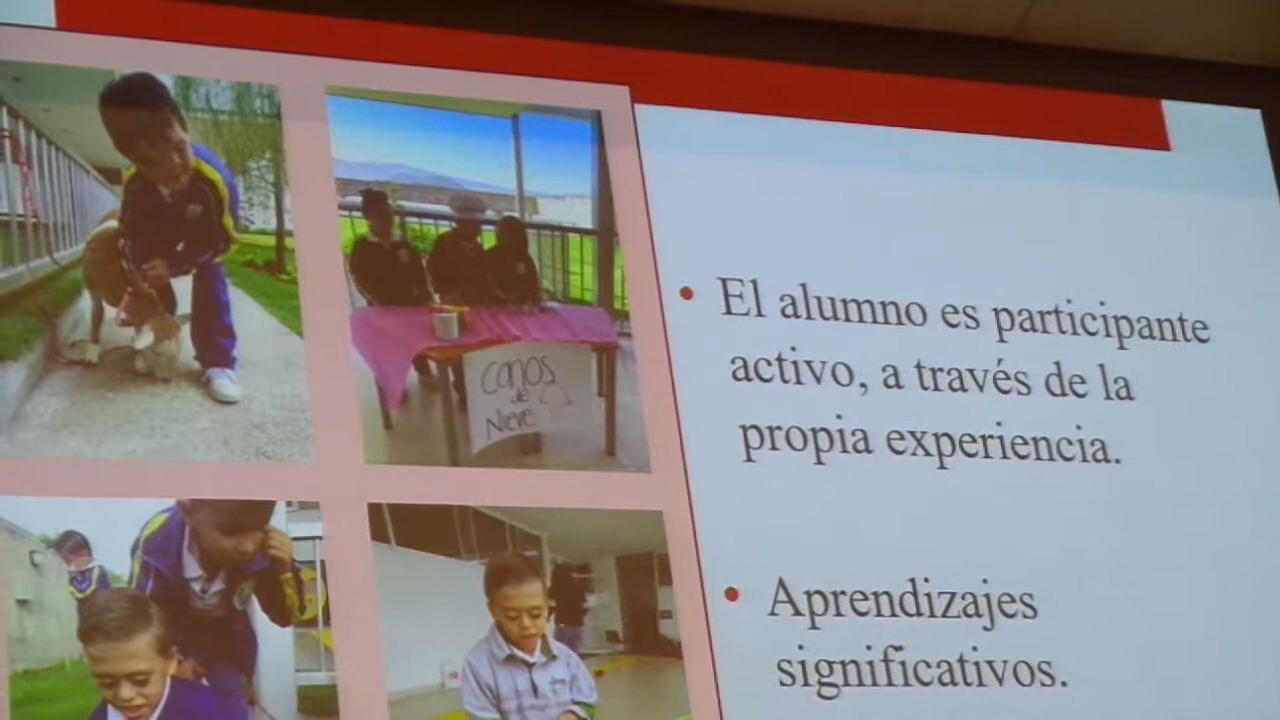 conos
de
Nieve
• El alumno es participante
activo, a través de la
propia experiencia.
• Aprendizajes
significativos.